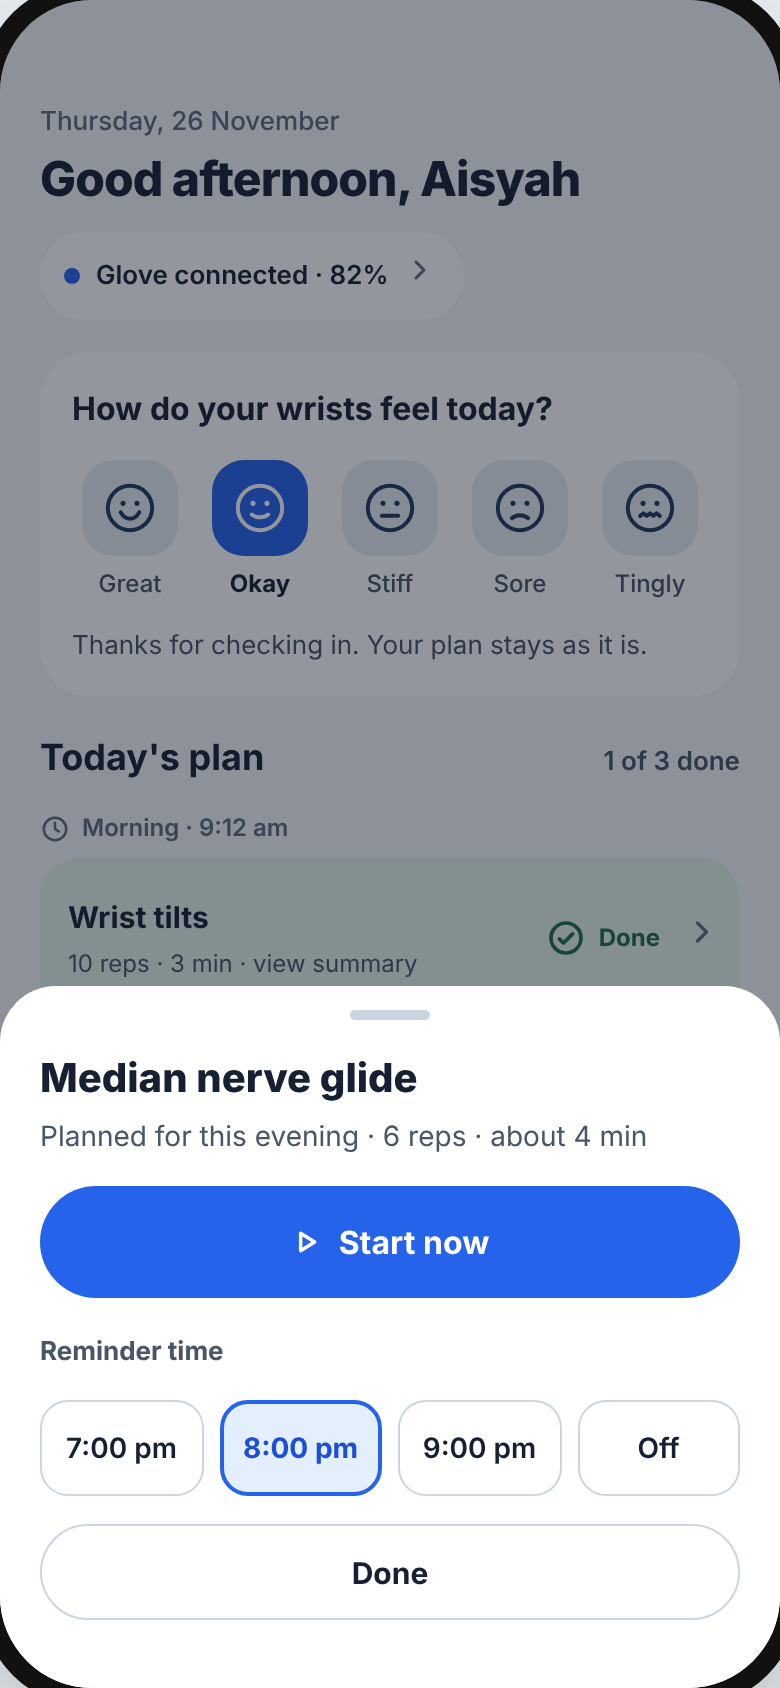 Thursday, 26 November
Good afternoon, Aisyah
Glove connected · 82%
How do your wrists feel today?
Great Okay Stiff Sore Tingly
Thanks for checking in. Your plan stays as it is.
Today's plan 1 of 3 done
Morning · 9:12 am
Wrist tilts
Done
10 reps · 3 min · view summary
Median nerve glide
Planned for this evening · 6 reps · about 4 min
Start now
Reminder time
7:00 pm 8:00 pm 9:00 pm Off
Done